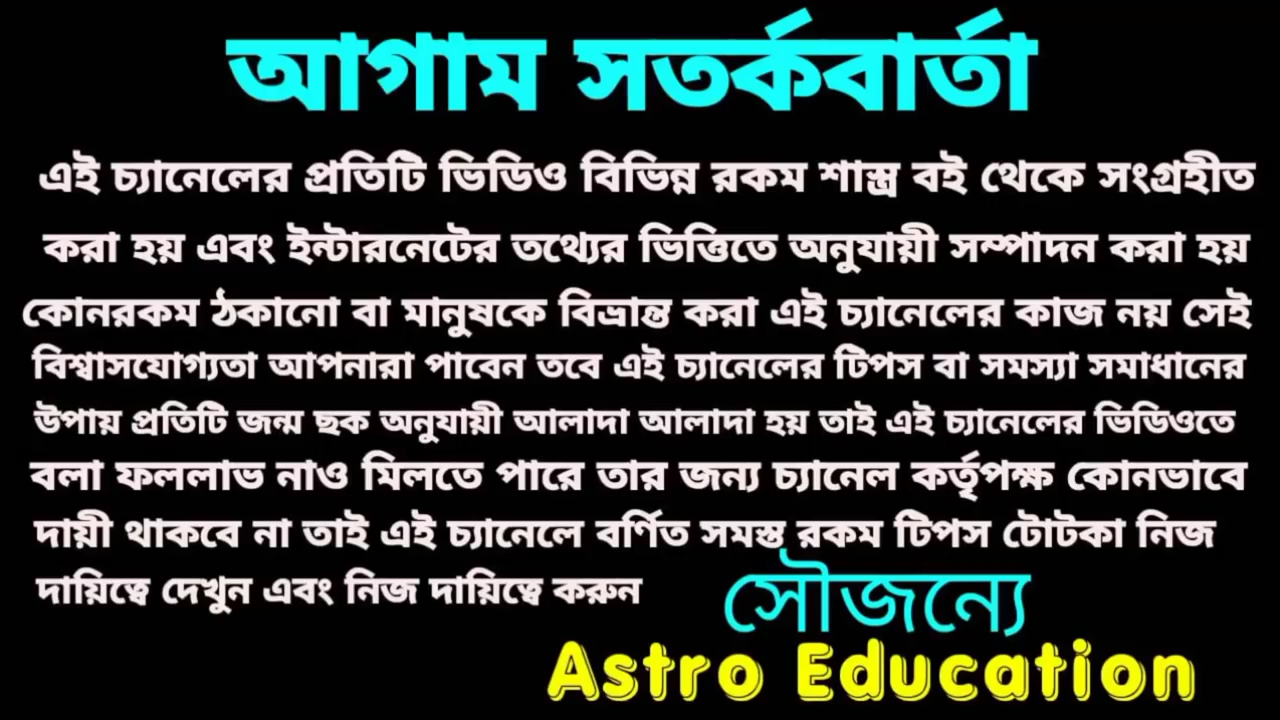 আগাম সতর্কবার্তা
এই চ্যানেলের প্রতিটি ভিডিও বিভিন্ন রকম শাস্ত্র বই থেকে সংগ্রহীত
করা হয় এবং ইন্টারনেটের তথ্যের ভিত্তিতে অনুযায়ী সম্পাদন করা হয়
কোনরকম ঠকানো বা মানুষকে বিভ্রান্ত করা এই চ্যানেলের কাজ নয় সেই
বিশ্বাসযোগ্যতা আপনারা পাবেন তবে এই চ্যানেলের টিপস বা সমস্যা সমাধানের
উপায় প্রতিটি জন্ম ছক অনুযায়ী আলাদা আলাদা হয় তাই এই চ্যানেলের ভিডিওতে
বলা ফললাভ নাও মিলতে পারে তার জন্য চ্যানেল কর্তৃপক্ষ কোনভাবে
দায়ী থাকবে না তাই এই চ্যানেলে বর্ণিত সমস্ত রকম টিপস টোটকা নিজ
দায়িত্বে দেখুন এবং নিজ দায়িত্বে করুন
সৌজন্যে
Astro Education